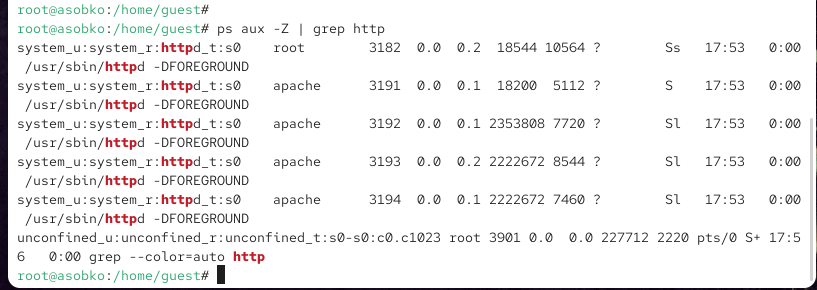 root@asobko:/home/guest#
root@asobko:/home/guest# ps aux -Z | grep http
system_u:system_r:httpd_t:s0    root        3182  0.0  0.2  18544 10564 ?        Ss   17:53   0:00
 /usr/sbin/httpd -DFOREGROUND
system_u:system_r:httpd_t:s0    apache      3191  0.0  0.1  18200  5112 ?        S    17:53   0:00
 /usr/sbin/httpd -DFOREGROUND
system_u:system_r:httpd_t:s0    apache      3192  0.0  0.1 2353808 7720 ?        Sl   17:53   0:00
 /usr/sbin/httpd -DFOREGROUND
system_u:system_r:httpd_t:s0    apache      3193  0.0  0.2 2222672 8544 ?        Sl   17:53   0:00
 /usr/sbin/httpd -DFOREGROUND
system_u:system_r:httpd_t:s0    apache      3194  0.0  0.1 2222672 7460 ?        Sl   17:53   0:00
 /usr/sbin/httpd -DFOREGROUND
unconfined_u:unconfined_r:unconfined_t:s0-s0:c0.c1023 root 3901 0.0  0.0 227712 2220 pts/0 S+ 17:5
6   0:00 grep --color=auto http
root@asobko:/home/guest#